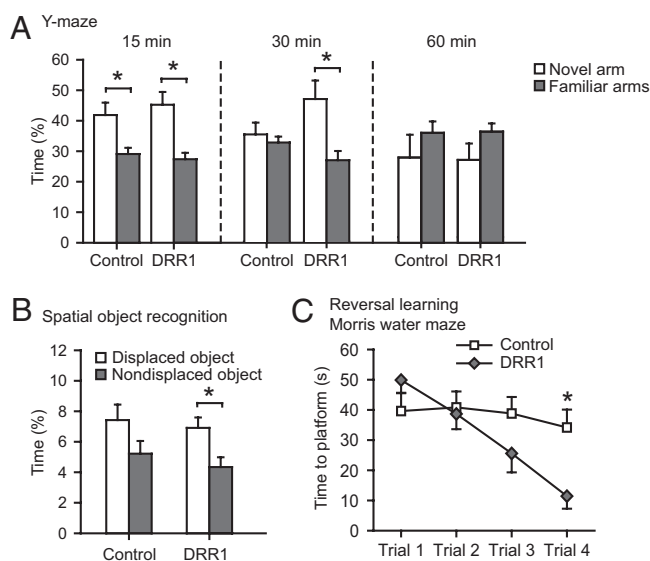 A Y-maze
15 min 30 min 60 min
* * *
Novel arm
Familiar arms
Time (%)
60
50
40
30
20
10
0
Control DRR1 Control DRR1 Control DRR1
B Spatial object recognition
Displaced object
Nondisplaced object
*
Time (%)
12
10
8
6
4
2
0
Control DRR1
C Reversal learning
Morris water maze
Control
DRR1
*
Time to platform (s)
60
50
40
30
20
10
0
Trial 1 Trial 2 Trial 3 Trial 4